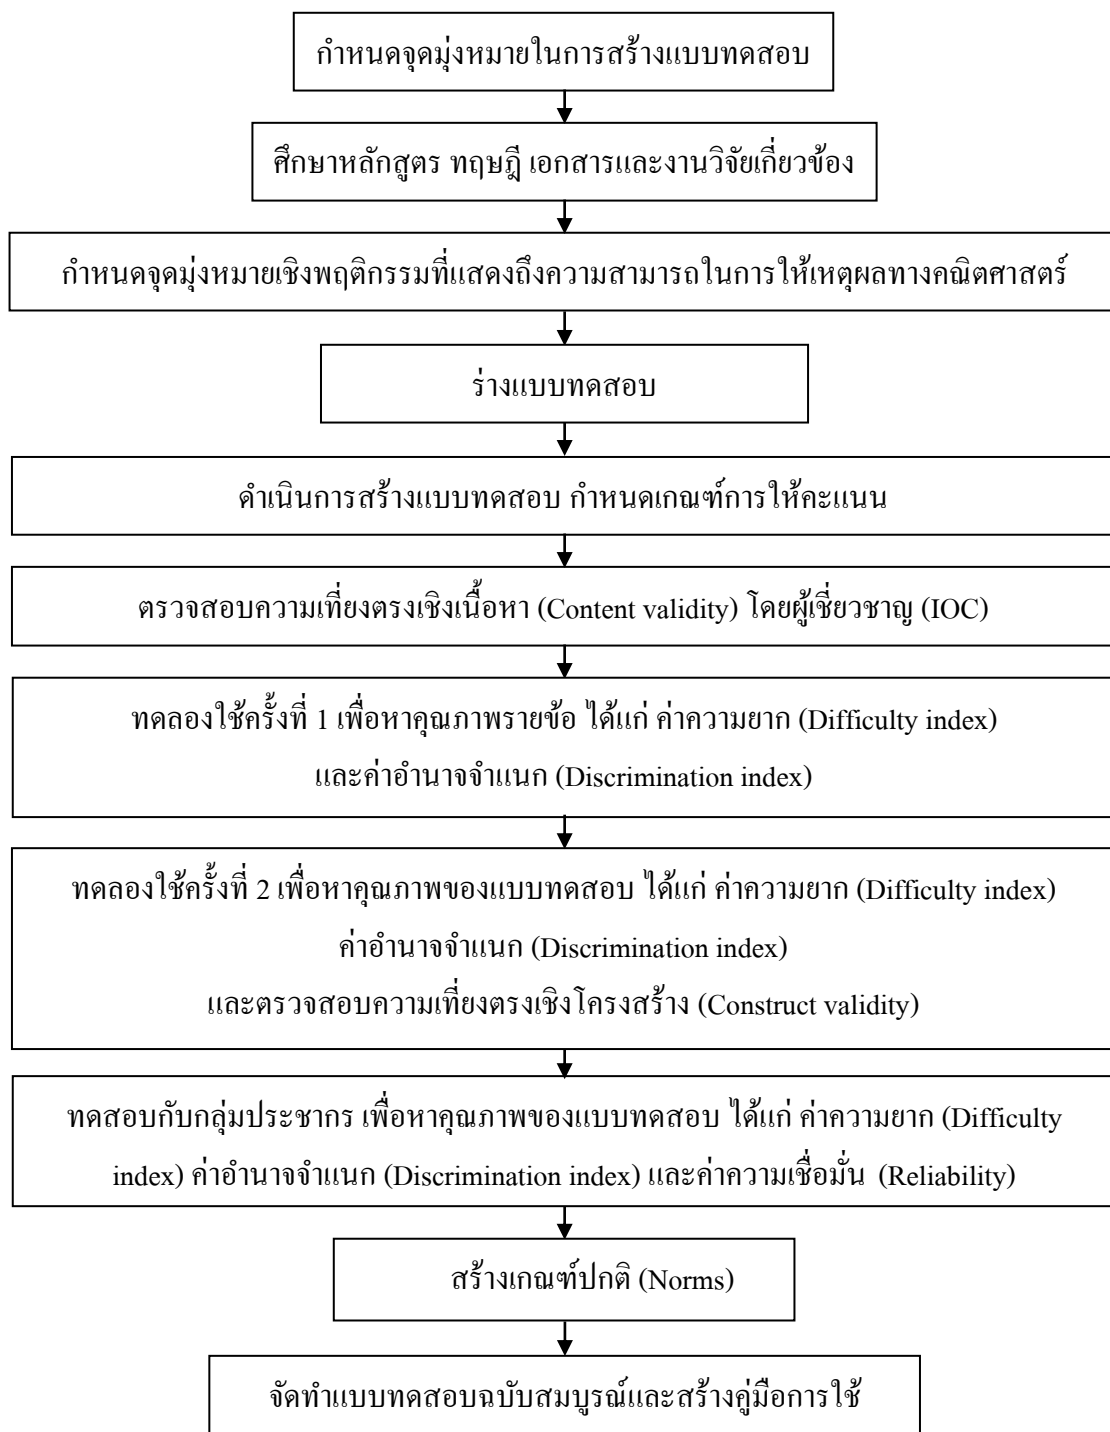 กำหนดจุดมุ่งหมายในการสร้างแบบทดสอบ
ศึกษาหลักสูตร ทฤษฎี เอกสารและงานวิจัยเกี่ยวข้อง
กำหนดจุดมุ่งหมายเชิงพฤติกรรมที่แสดงถึงความสามารถในการให้เหตุผลทางคณิตศาสตร์
ร่างแบบทดสอบ
ดำเนินการสร้างแบบทดสอบ กำหนดเกณฑ์การให้คะแนน
ตรวจสอบความเที่ยงตรงเชิงเนื้อหา (Content validity) โดยผู้เชี่ยวชาญ (IOC)
ทดลองใช้ครั้งที่ 1 เพื่อหาคุณภาพรายข้อ ได้แก่ ค่าความยาก (Difficulty index)
และค่าอำนาจจำแนก (Discrimination index)
ทดลองใช้ครั้งที่ 2 เพื่อหาคุณภาพของแบบทดสอบ ได้แก่ ค่าความยาก (Difficulty index)
ค่าอำนาจจำแนก (Discrimination index)
และตรวจสอบความเที่ยงตรงเชิงโครงสร้าง (Construct validity)
ทดสอบกับกลุ่มประชากร เพื่อหาคุณภาพของแบบทดสอบ ได้แก่ ค่าความยาก (Difficulty
index) ค่าอำนาจจำแนก (Discrimination index) และค่าความเชื่อมั่น (Reliability)
สร้างเกณฑ์ปกติ (Norms)
จัดทำแบบทดสอบฉบับสมบูรณ์และสร้างคู่มือการใช้